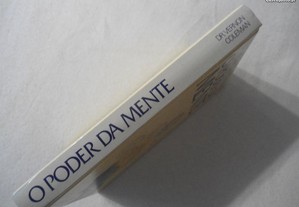 O PODER DA MENTE
DR VERNON
COLEMAN